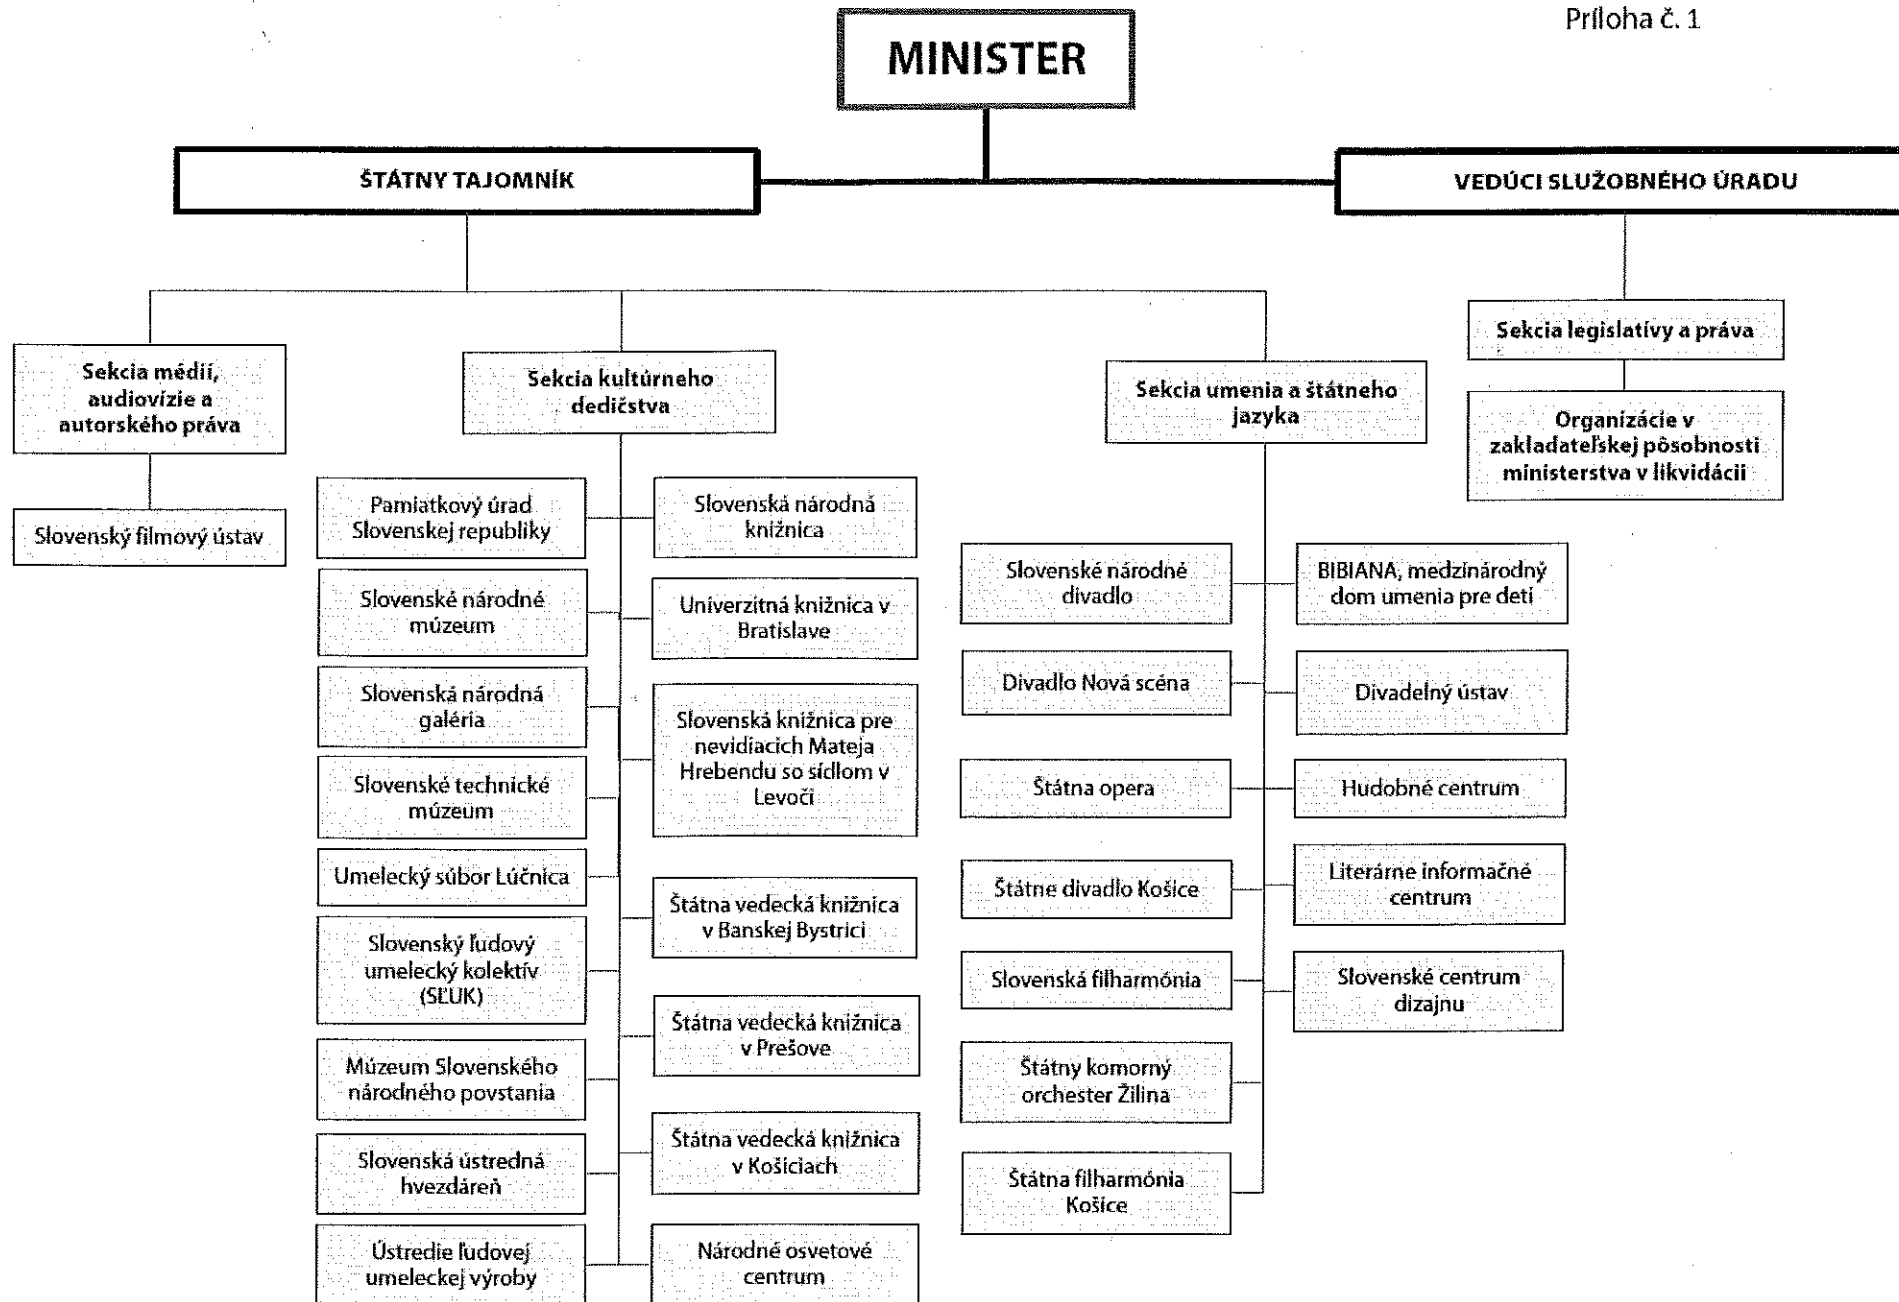 Príloha č. 1
MINISTER
ŠTÁTNY TAJOMNÍK
VEDÚCI SLUŽOBNÉHO ÚRADU
Sekcia médií,
audiovízie a
autorského práva
Slovenský filmový ústav
Sekcia kultúrneho
dedičstva
Pamiatkový úrad
Slovenskej republiky
Slovenské národné
múzeum
Slovenská národná
galéria
Slovenské technické
múzeum
Umelecký súbor Lúčnica
Slovenský ľudový
umelecký kolektív
(SĽUK)
Múzeum Slovenského
národného povstania
Slovenská ústredná
hvezdáreň
Ústredie ľudovej
umeleckej výroby
Slovenská národná
knižnica
Univerzitná knižnica v
Bratislave
Slovenská knižnica pre
nevidiacich Mateja
Hrebendu so sídlom v
Levoči
Štátna vedecká knižnica
v Banskej Bystrici
Štátna vedecká knižnica
v Prešove
Štátna vedecká knižnica
v Košiciach
Národné osvetové
centrum
Sekcia umenia a štátneho
jazyka
Slovenské národné
divadlo
Divadlo Nová scéna
Štátna opera
Štátne divadlo Košice
Slovenská filharmónia
Štátny komorný
orchester Žilina
Štátna filharmónia
Košice
BIBIANA, medzinárodný
dom umenia pre deti
Divadelný ústav
Hudobné centrum
Literárne informačné
centrum
Slovenské centrum
dizajnu
Sekcia legislatívy a práva
Organizácie v
zakladateľskej pôsobnosti
ministerstva v likvidácii